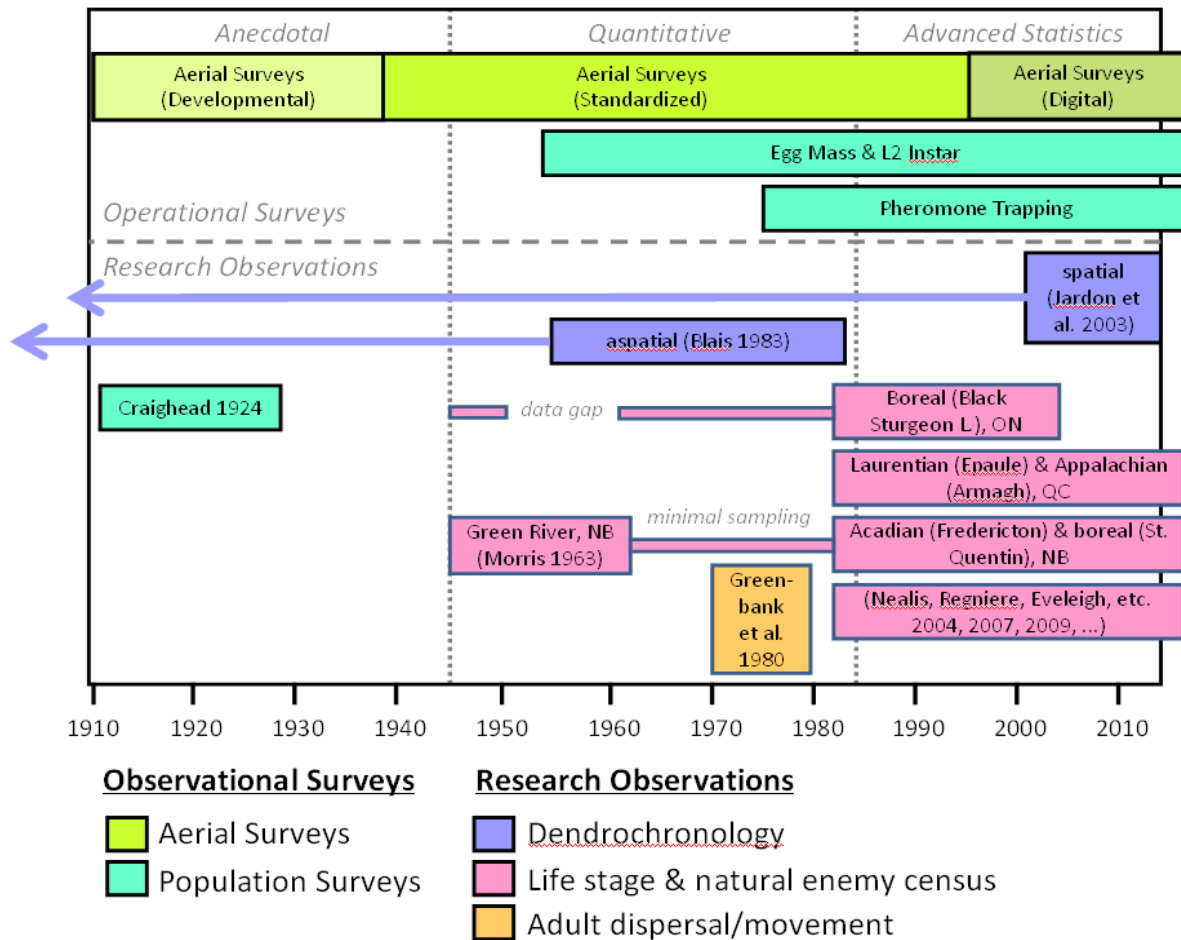 Anecdotal
Quantitative
Advanced Statistics
Aerial Surveys
(Developmental)
Aerial Surveys
(Standardized)
Aerial Surveys
(Digital)
Egg Mass & L2 Instar
Pheromone Trapping
Operational Surveys
Research Observations
spatial
(Jardon et
al. 2003)
aspatial (Blais 1983)
Craighead 1924
data gap
Boreal (Black
Sturgeon L.), ON
Laurentian (Epaule) & Appalachian
(Armagh), QC
minimal sampling
Green River, NB
(Morris 1963)
Acadian (Fredericton) & boreal (St.
Quentin), NB
Green-
bank
et al.
1980
(Nealis, Regniere, Eveleigh, etc.
2004, 2007, 2009, ...)
1910 1920 1930 1940 1950 1960 1970 1980 1990 2000 2010
Observational Surveys
Aerial Surveys
Population Surveys
Research Observations
Dendrochronology
Life stage & natural enemy census
Adult dispersal/movement